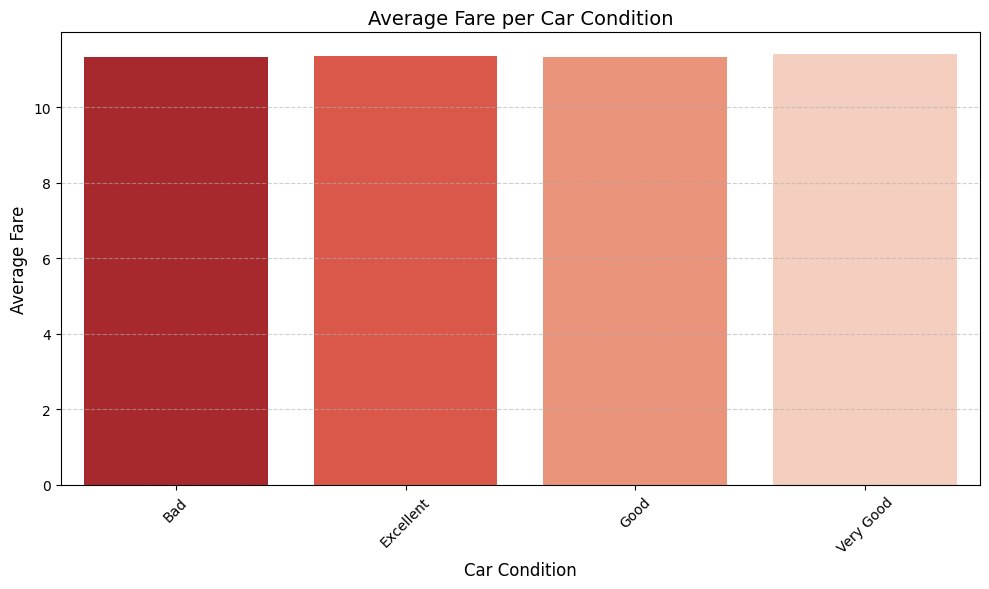 Average Fare per Car Condition
Average Fare
10
8
6
4
2
0
Bad
Excellent
Good
Very Good
Car Condition